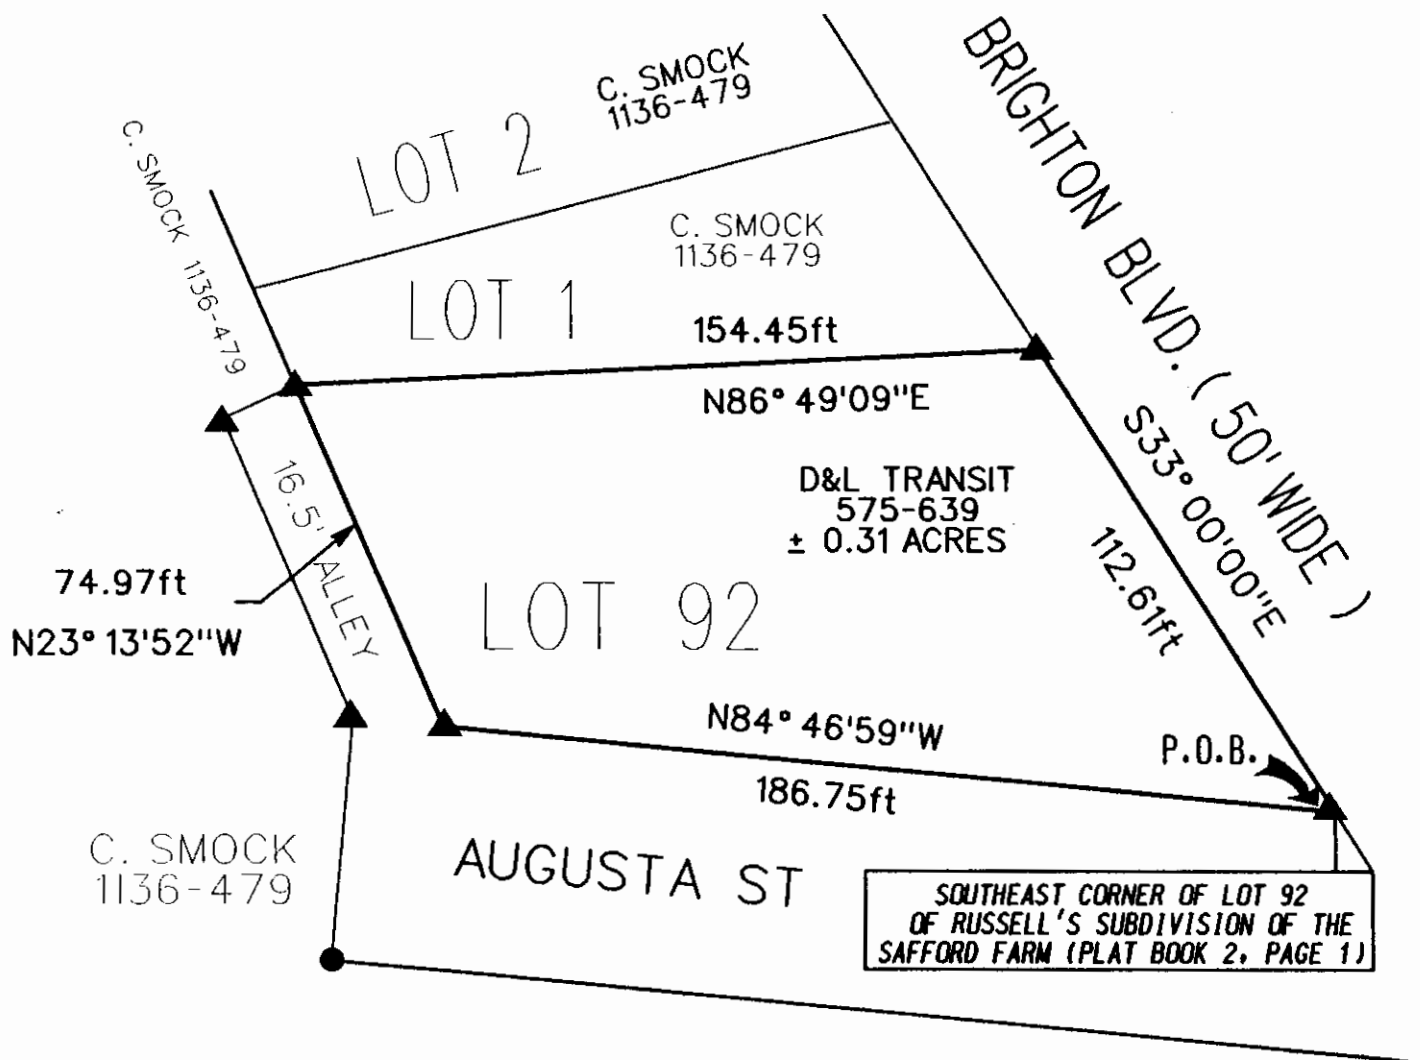 C. SMOCK
1136-479
LOT 2
BRIGHTON BLVD. ( 50' WIDE )
C. SMOCK 1136-479
C. SMOCK
1136-479
LOT 1
154.45ft
N86° 49'09"E
S33° 00'00"E
112.61ft
16.5' ALLEY
D&L TRANSIT
575-639
± 0.31 ACRES
74.97ft
N23° 13'52"W
LOT 92
N84° 46'59"W
186.75ft
P.O.B.
C. SMOCK
1136-479
AUGUSTA ST
SOUTHEAST CORNER OF LOT 92
OF RUSSELL'S SUBDIVISION OF THE
SAFFORD FARM (PLAT BOOK 2, PAGE 1)